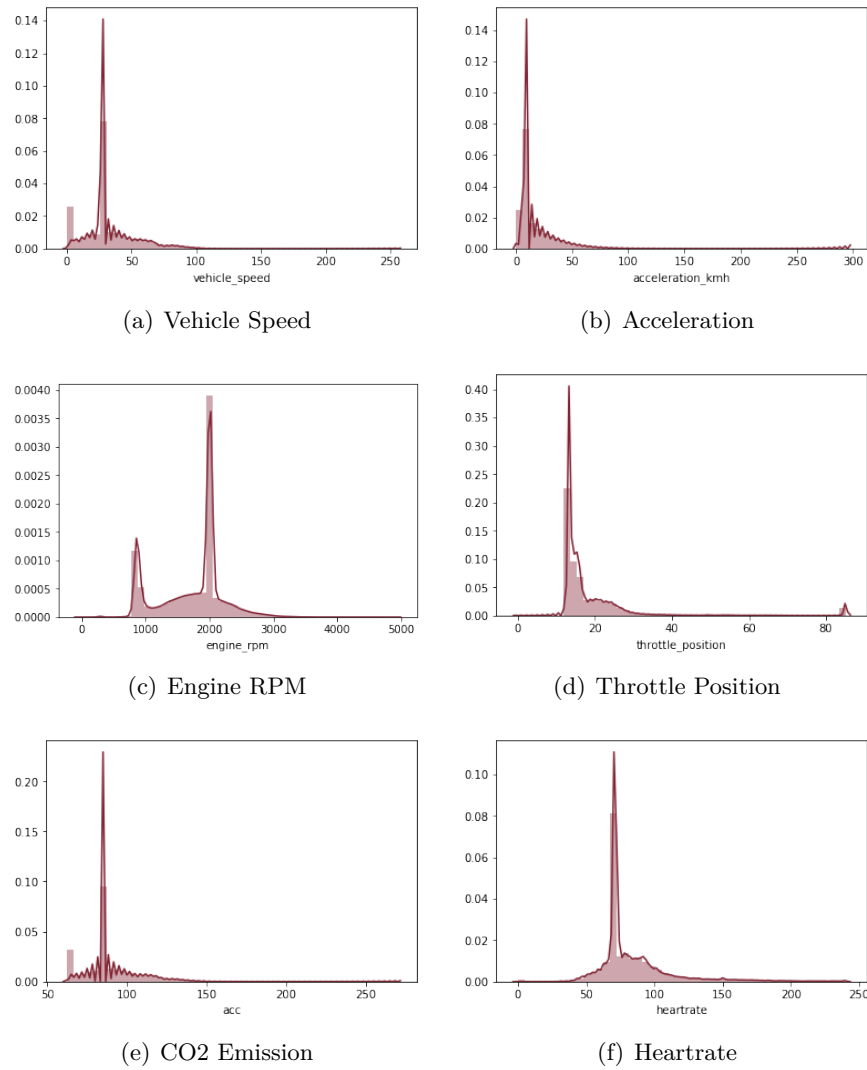 0.14
0.12
0.10
0.08
0.06
0.04
0.02
0.00
0 50 100 150 200 250
vehicle_speed
(a) Vehicle Speed
0.14
0.12
0.10
0.08
0.06
0.04
0.02
0.00
0 50 100 150 200 250 300
acceleration_kmh
(b) Acceleration
0.0040
0.0035
0.0030
0.0025
0.0020
0.0015
0.0010
0.0005
0.0000
0 1000 2000 3000 4000 5000
engine_rpm
(c) Engine RPM
0.40
0.35
0.30
0.25
0.20
0.15
0.10
0.05
0.00
0 20 40 60 80
throttle_position
(d) Throttle Position
0.20
0.15
0.10
0.05
0.00
50 100 150 200 250
acc
(e) CO2 Emission
0.10
0.08
0.06
0.04
0.02
0.00
0 50 100 150 200 250
heartrate
(f) Heartrate